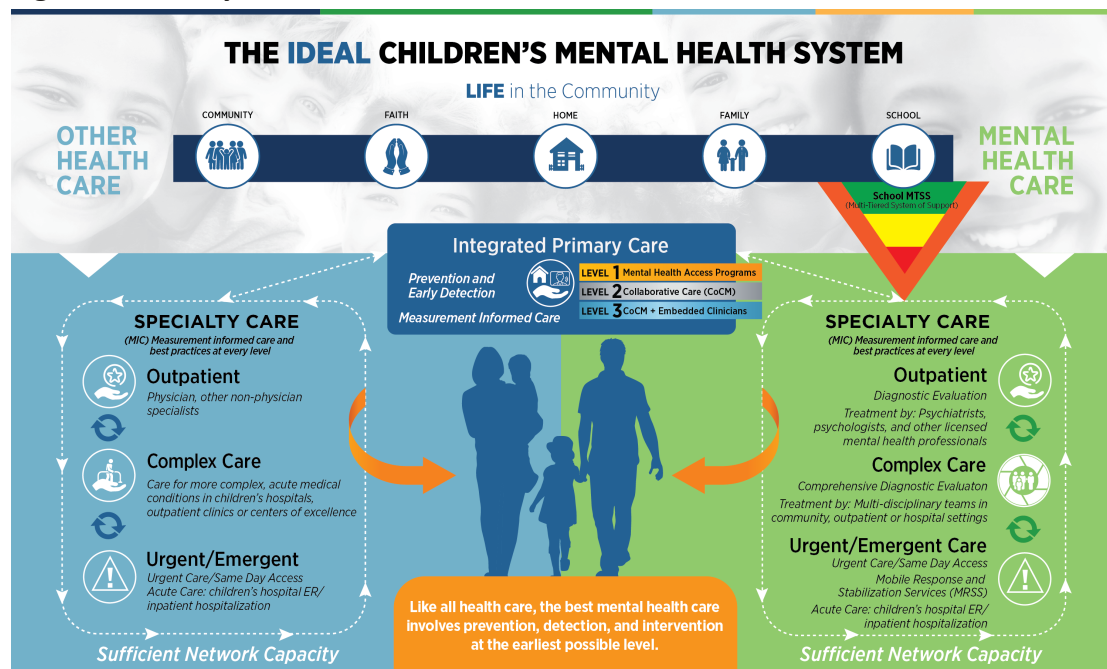 THE IDEAL CHILDREN'S MENTAL HEALTH SYSTEM
LIFE in the Community
OTHER
HEALTH
CARE
COMMUNITY
FAITH
HOME
FAMILY
SCHOOL
MENTAL
HEALTH
CARE
School MTSS
(Multi-Tiered System of Support)
Integrated Primary Care
Prevention and
Early Detection
Measurement Informed Care
LEVEL 1 Mental Health Access Programs
LEVEL 2 Collaborative Care (CoCM)
LEVEL 3 CoCM + Embedded Clinicians
SPECIALTY CARE
(MIC) Measurement informed care and
best practices at every level
Outpatient
Physician, other non-physician
specialists
Complex Care
Care for more complex, acute medical
conditions in children's hospitals,
outpatient clinics or centers of excellence
Urgent/Emergent
Urgent Care/Same Day Access
Acute Care: children's hospital ER/
inpatient hospitalization
Sufficient Network Capacity
Like all health care, the best mental health care
involves prevention, detection, and intervention
at the earliest possible level.
SPECIALTY CARE
(MIC) Measurement informed care and
best practices at every level
Outpatient
Diagnostic Evaluation
Treatment by: Psychiatrists,
psychologists, and other licensed
mental health professionals
Complex Care
Comprehensive Diagnostic Evaluaton
Treatment by: Multi-disciplinary teams in
community, outpatient or hospital settings
Urgent/Emergent Care
Urgent Care/Same Day Access
Mobile Response and
Stabilization Services (MRSS)
Acute Care: children's hospital ER/
inpatient hospitalization
Sufficient Network Capacity